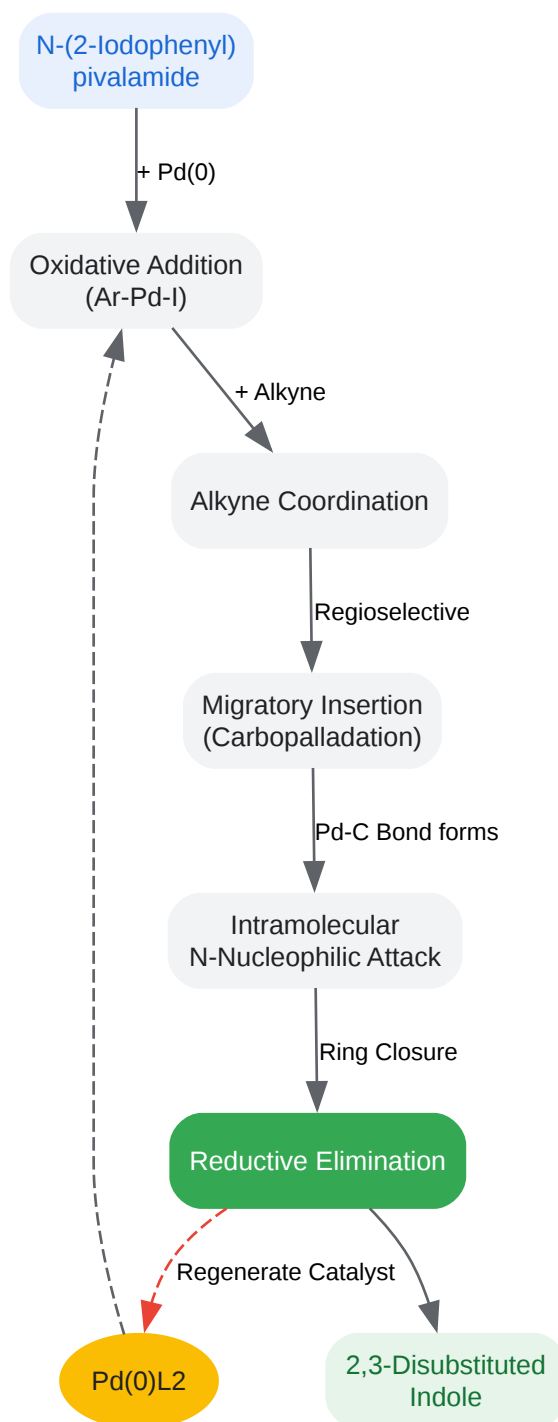 N-(2-Iodophenyl)
pivalamide
+ Pd(0)
Oxidative Addition
(Ar-Pd-I)
+ Alkyne
Alkyne Coordination
Regioselective
Migratory Insertion
(Carbopalladation)
Pd-C Bond forms
Intramolecular
N-Nucleophilic Attack
Ring Closure
Reductive Elimination
Regenerate Catalyst
Pd(0)L2
2,3-Disubstituted
Indole